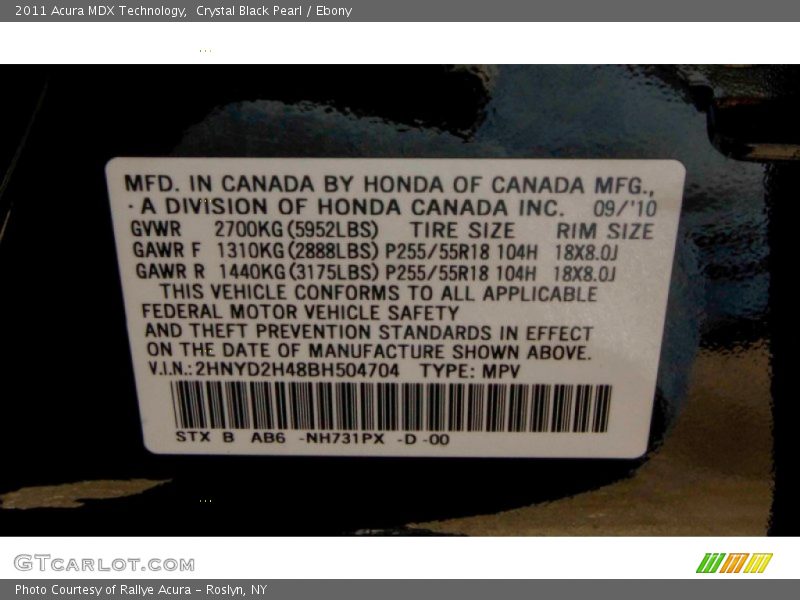 2011 Acura MDX Technology,  Crystal Black Pearl / Ebony
...
MFD. IN CANADA BY HONDA OF CANADA MFG.,
A DIVISION OF HONDA CANADA INC. 09/'10
GVWR 2700KG(5952LBS) TIRE SIZE RIM SIZE
GAWR F 1310KG(2888LBS) P255/55R18 104H 18X8.0J
GAWR R 1440KG(3175LBS) P255/55R18 104H 18X8.0J
THIS VEHICLE CONFORMS TO ALL APPLICABLE
FEDERAL MOTOR VEHICLE SAFETY
AND THEFT PREVENTION STANDARDS IN EFFECT
ON THE DATE OF MANUFACTURE SHOWN ABOVE.
V.I.N.:2HNYD2H48BH504704 TYPE: MPV
STX B AB6 -NH731PX -D -00
...
GTCARLOT.COM
Photo Courtesy of Rallye Acura - Roslyn, NY